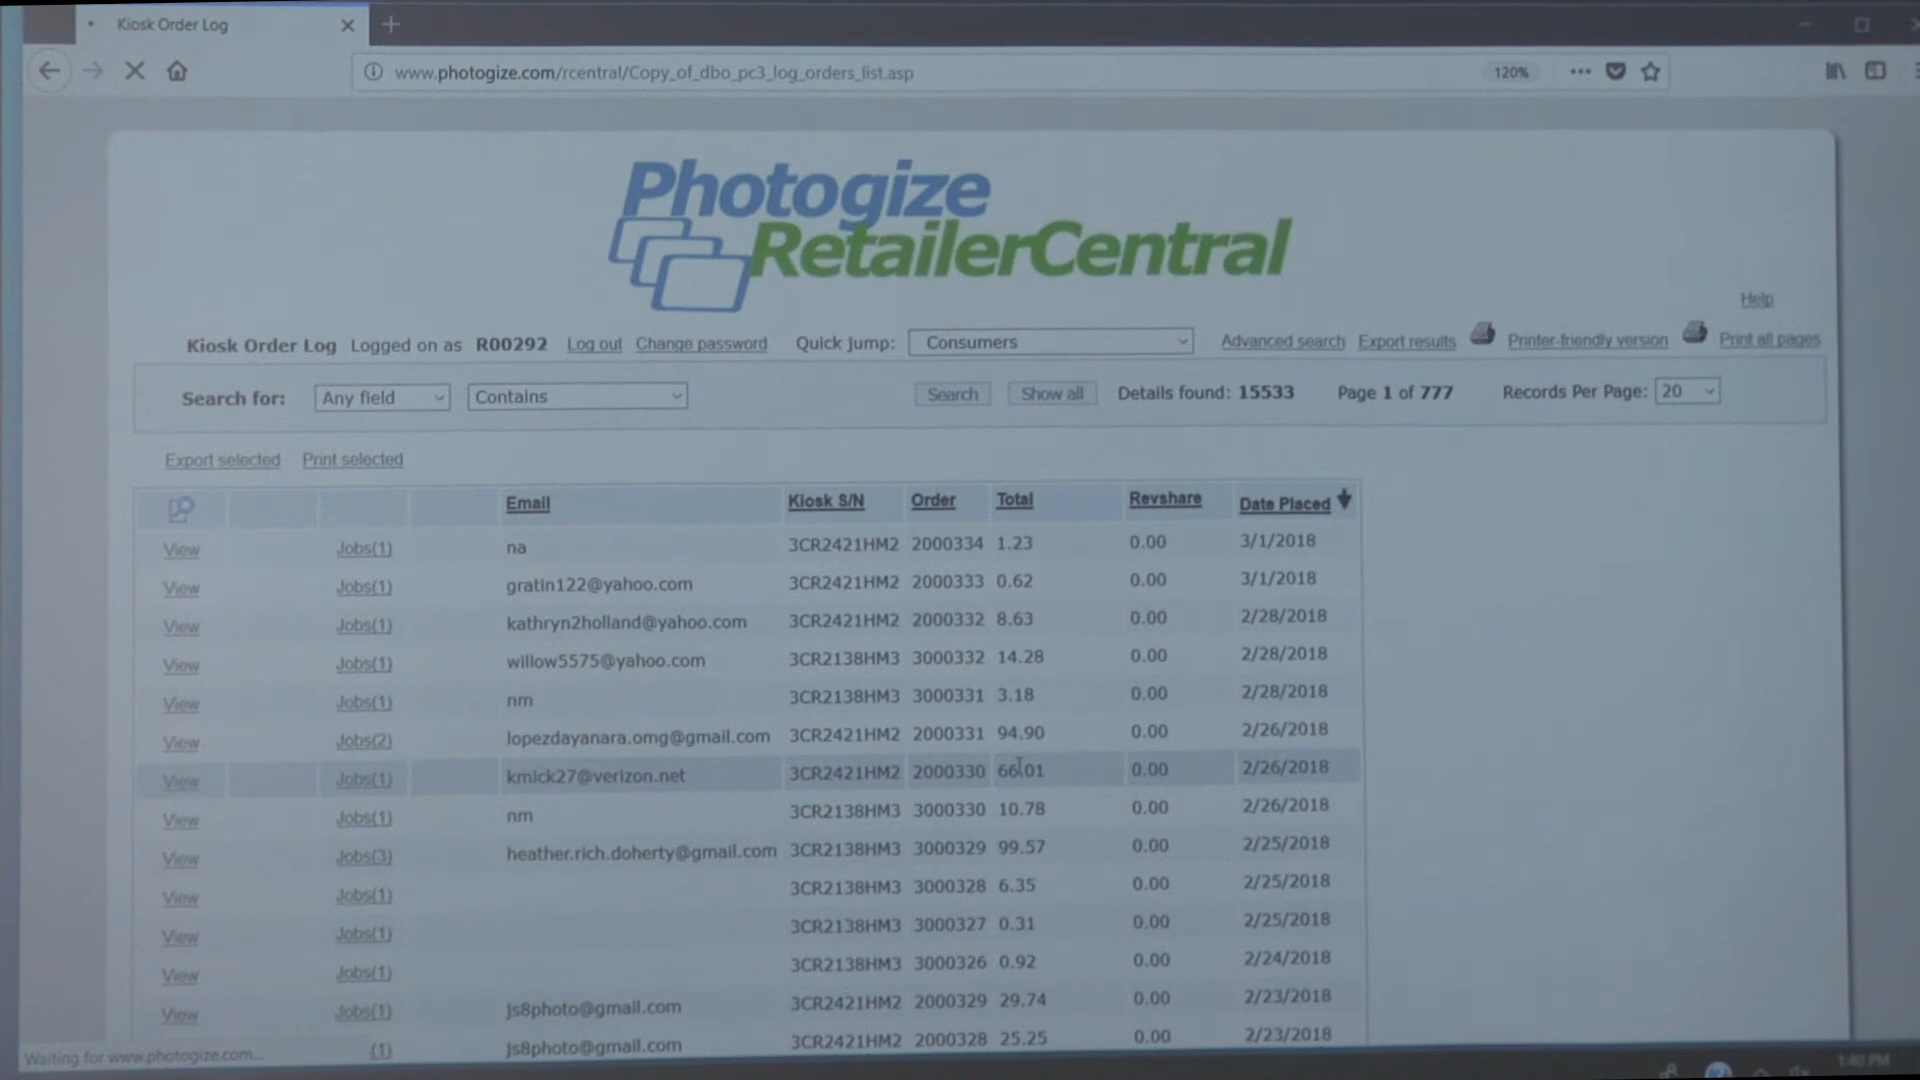 Kiosk Order Log
www.photogize.com/rcentral/Copy_of_dbo_pc3_log_orders_list.asp 120%
Photogize
RetailerCentral
Help
Kiosk Order Log Logged on as R00292 Log out Change password Quick Jump: Consumers Advanced search Export results Printer-friendly version Print all pages
Search for: Any field Contains Search Show all Details found: 15533 Page 1 of 777 Records Per Page: 20
Export selected Print selected
Email Kiosk S/N Order Total Revshare Date Placed
View Jobs(1) na 3CR2421HM2 2000334 1.23 0.00 3/1/2018
View Jobs(1) gratin122@yahoo.com 3CR2421HM2 2000333 0.62 0.00 3/1/2018
View Jobs(1) kathryn2holland@yahoo.com 3CR2421HM2 2000332 8.63 0.00 2/28/2018
View Jobs(1) willow5575@yahoo.com 3CR2138HM3 3000332 14.28 0.00 2/28/2018
View Jobs(1) nm 3CR2138HM3 3000331 3.18 0.00 2/28/2018
View Jobs(2) lopezdayanara.omg@gmail.com 3CR2421HM2 2000331 94.90 0.00 2/26/2018
View Jobs(1) kmick27@verizon.net 3CR2421HM2 2000330 66.01 0.00 2/26/2018
View Jobs(1) nm 3CR2138HM3 3000330 10.78 0.00 2/26/2018
View Jobs(3) heather.rich.doherty@gmail.com 3CR2138HM3 3000329 99.57 0.00 2/25/2018
View Jobs(1) 3CR2138HM3 3000328 6.35 0.00 2/25/2018
View Jobs(1) 3CR2138HM3 3000327 0.31 0.00 2/25/2018
View Jobs(1) 3CR2138HM3 3000326 0.92 0.00 2/24/2018
View Jobs(1) js8photo@gmail.com 3CR2421HM2 2000329 29.74 0.00 2/23/2018
(1) js8photo@gmail.com 3CR2421HM2 2000328 25.25 0.00 2/23/2018
Waiting for www.photogize.com...
1:40 PM